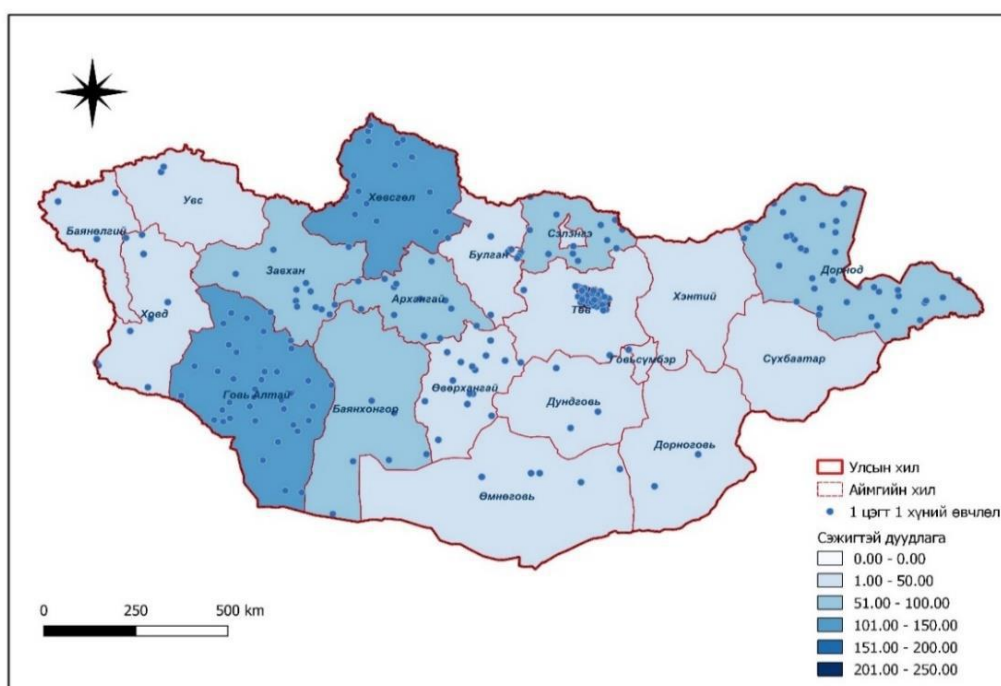 Хөвсгөл
Увс
Баянөлгий
Сэлэнгэ
Булган
Завхан
Дорнод
Архангай
Хэнтий
Төв
Ховд
Говьсүмбэр
Сүхбаатар
Өвөрхангай
Говь Алтай
Дундговь
Баянхонгор
Дорноговь
Өмнөговь
Улсын хил
Аймгийн хил
1 цэгт 1 хүний өвчлөл
Сэжигтэй дуудлага
0.00 - 0.00
1.00 - 50.00
51.00 - 100.00
101.00 - 150.00
151.00 - 200.00
201.00 - 250.00
0 250 500 km